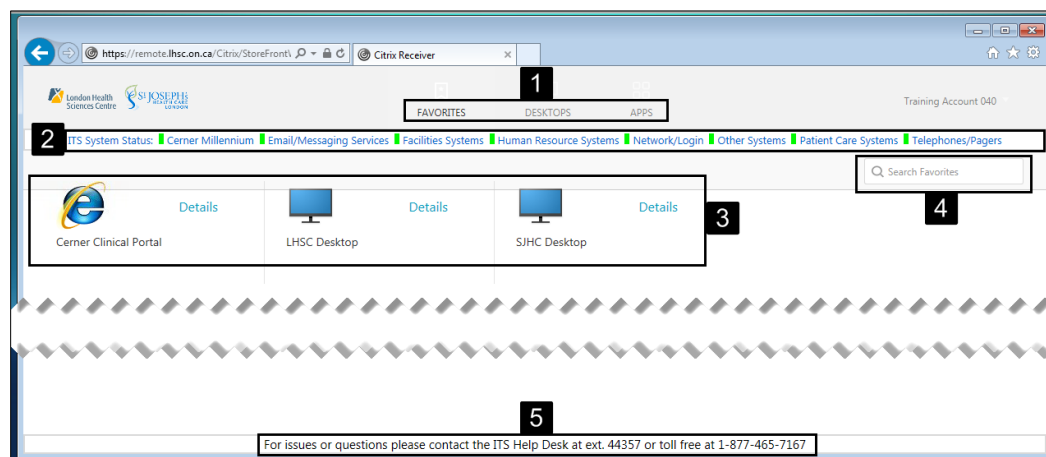 https://remote.lhsc.on.ca/Citrix/StoreFront\
Citrix Receiver
London Health
Sciences Centre
ST JOSEPH'S
HEALTH CARE
LONDON
1
FAVORITES DESKTOPS APPS
Training Account 040
2
ITS System Status: Cerner Millennium Email/Messaging Services Facilities Systems Human Resource Systems Network/Login Other Systems Patient Care Systems Telephones/Pagers
Search Favorites
4
Details Details Details
3
Cerner Clinical Portal LHSC Desktop SJHC Desktop
5
For issues or questions please contact the ITS Help Desk at ext. 44357 or toll free at 1-877-465-7167